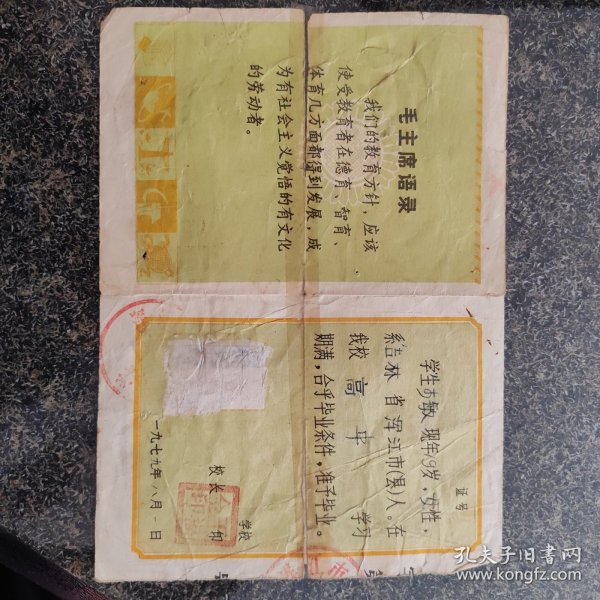 毛主席语录
我们的教育方针，应该
使受教育者在德育、智育、
体育几方面都得到发展，成
为有社会主义觉悟的有文化
的劳动者。
证号
学生 敏 现年19岁，女性，
系吉林省浑江市(县)人。在
我校 高中 学习
期满，合乎毕业条件，准予毕业。
学校
校长 印
一九七九年八月一日
孔夫子旧书网
www.kongfz.com